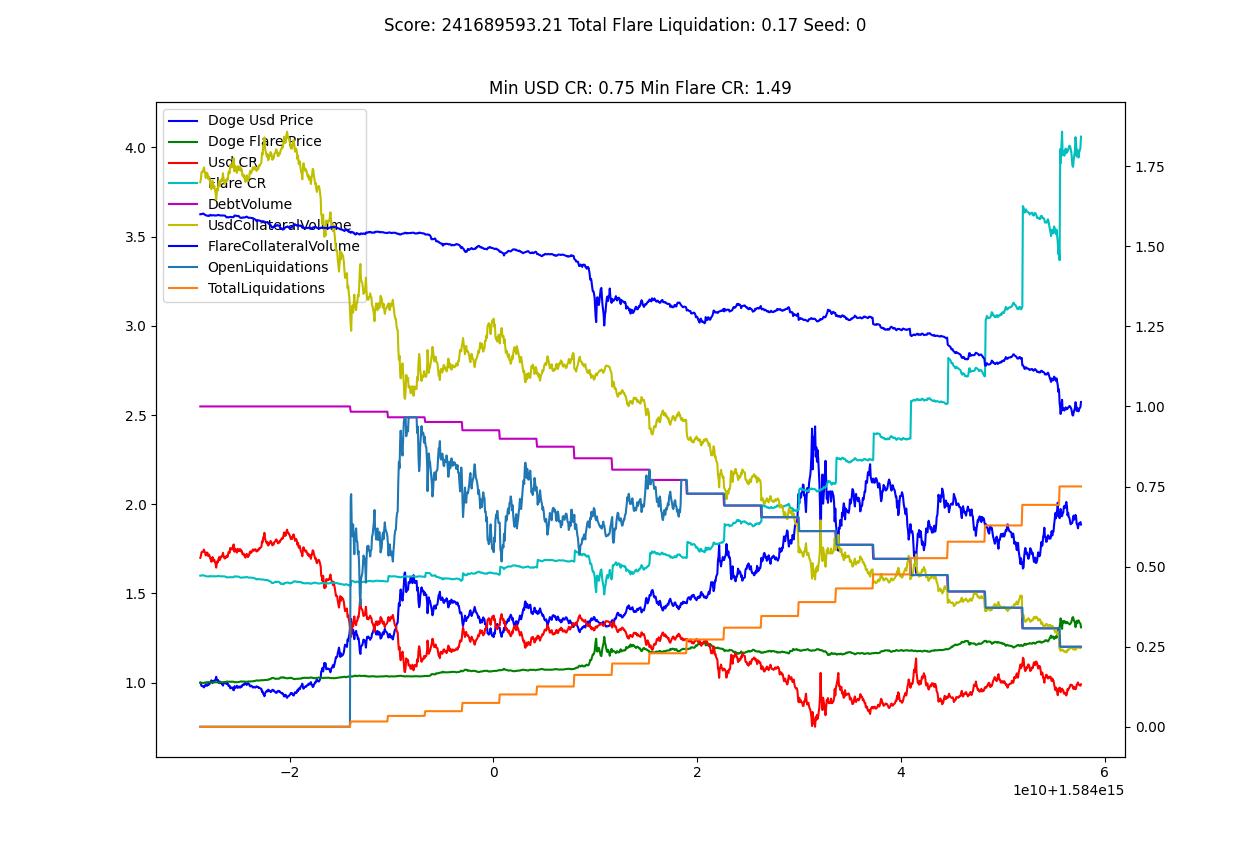 Score: 241689593.21 Total Flare Liquidation: 0.17 Seed: 0
Min USD CR: 0.75 Min Flare CR: 1.49
Doge Usd Price
Doge Flare Price
Usd CR
Flare CR
DebtVolume
UsdCollateralVolume
FlareCollateralVolume
OpenLiquidations
TotalLiquidations
4.0
3.5
3.0
2.5
2.0
1.5
1.0
1.75
1.50
1.25
1.00
0.75
0.50
0.25
0.00
−2 0 2 4 6
1e10+1.584e15